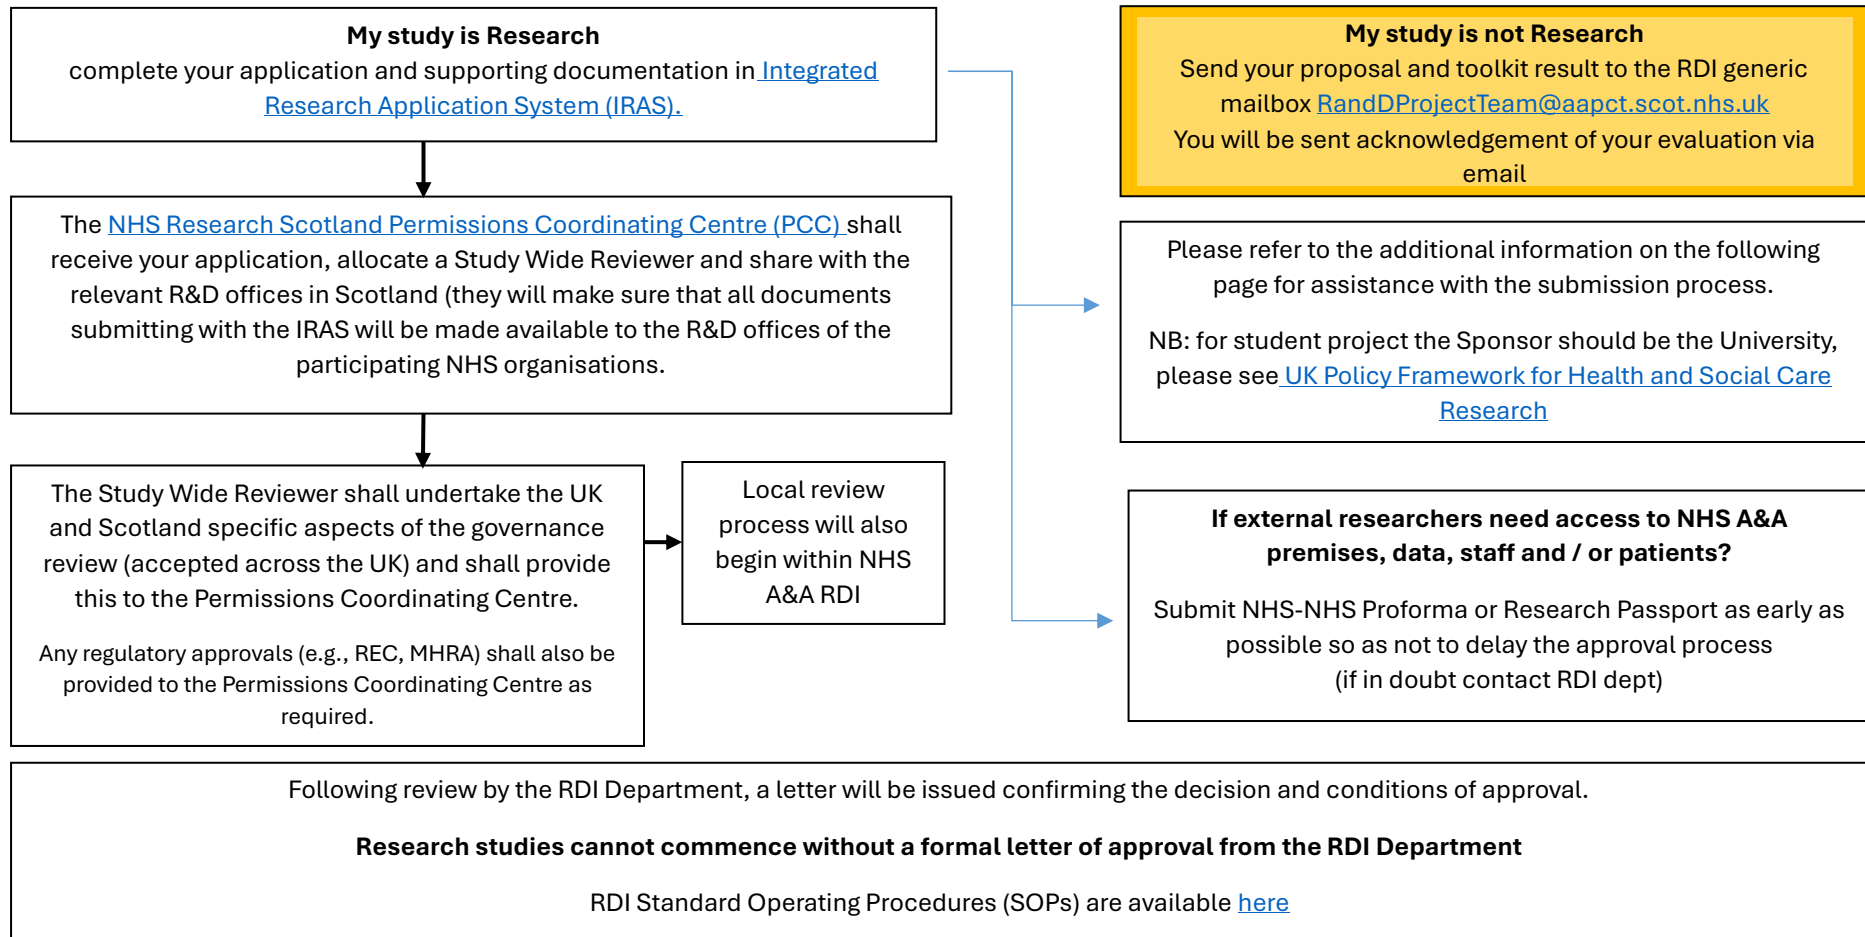 My study is Research
complete your application and supporting documentation in Integrated
Research Application System (IRAS).
My study is not Research
Send your proposal and toolkit result to the RDI generic
mailbox RandDProjectTeam@aapct.scot.nhs.uk
You will be sent acknowledgement of your evaluation via
email
The NHS Research Scotland Permissions Coordinating Centre (PCC) shall
receive your application, allocate a Study Wide Reviewer and share with the
relevant R&D offices in Scotland (they will make sure that all documents
submitting with the IRAS will be made available to the R&D offices of the
participating NHS organisations.
Please refer to the additional information on the following
page for assistance with the submission process.
NB: for student project the Sponsor should be the University,
please see UK Policy Framework for Health and Social Care
Research
The Study Wide Reviewer shall undertake the UK
and Scotland specific aspects of the governance
review (accepted across the UK) and shall provide
this to the Permissions Coordinating Centre.
Any regulatory approvals (e.g., REC, MHRA) shall also be
provided to the Permissions Coordinating Centre as
required.
Local review
process will also
begin within NHS
A&A RDI
If external researchers need access to NHS A&A
premises, data, staff and / or patients?
Submit NHS-NHS Proforma or Research Passport as early as
possible so as not to delay the approval process
(if in doubt contact RDI dept)
Following review by the RDI Department, a letter will be issued confirming the decision and conditions of approval.
Research studies cannot commence without a formal letter of approval from the RDI Department
RDI Standard Operating Procedures (SOPs) are available here